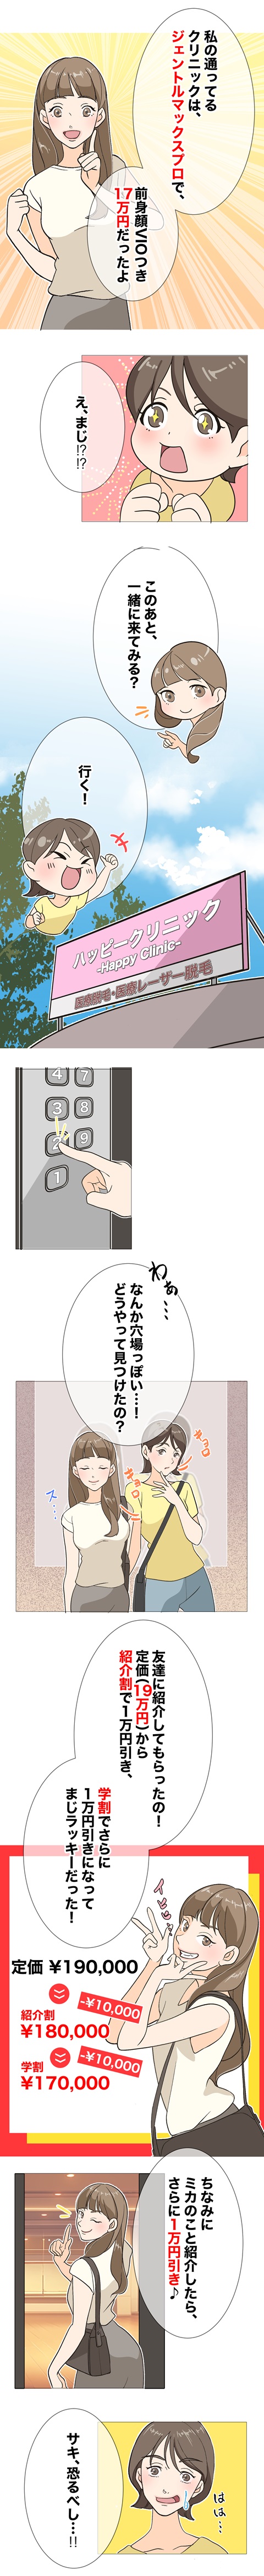 私の通ってる
クリニックは、
ジェントルマックスプロで、
前身顔VIOつき
17万円だったよ
え、まじ!?!?
このあと、
一緒に来てみる?
行く!
ハッピークリニック
-Happy Clinic-
医療脱毛・医療レーザー脱毛
4
7
3
8
2
9
1
わぁ…
なんか穴場っぽい…!
どうやって見つけたの?
キョロ
キョロ
ス…
友達に紹介してもらったの!
定価(19万円)から
紹介割で1万円引き、
学割でさらに
1万円引きになって
まじラッキーだった!
イヒヒッ
定価 ¥190,000
-¥10,000
紹介割
¥180,000
-¥10,000
学割
¥170,000
ちなみに
ミカのこと紹介したら、
さらに1万円引き♪
はは…
サキ、恐るべし…!!